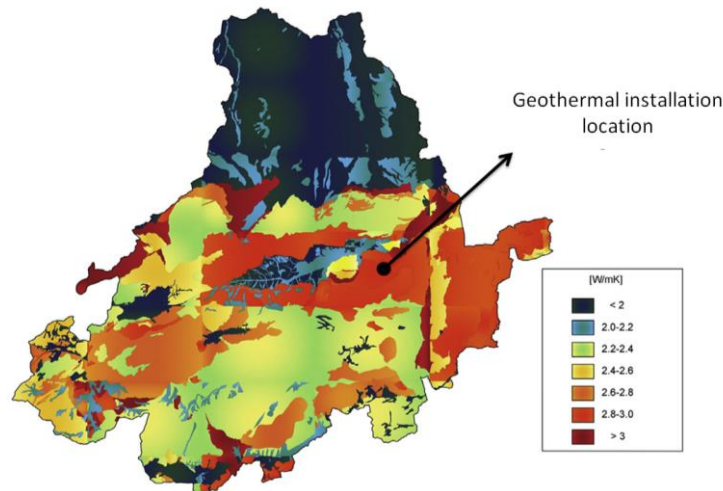 Geothermal installation
location
[W/mK]
< 2
2.0-2.2
2.2-2.4
2.4-2.6
2.6-2.8
2.8-3.0
> 3